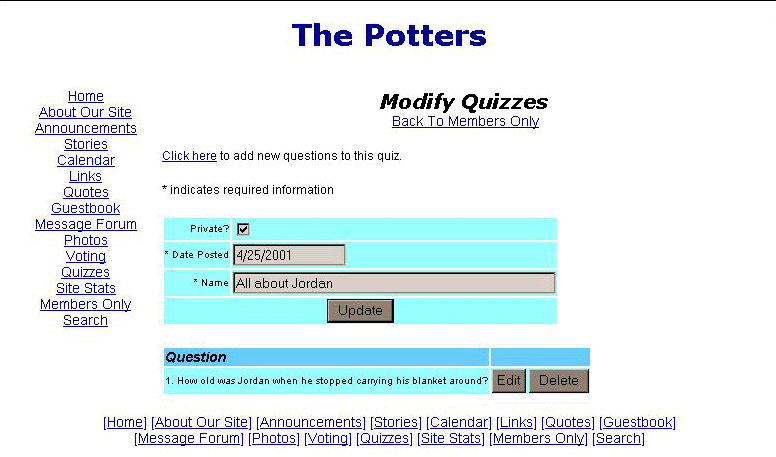 The Potters
Home
About Our Site
Announcements
Stories
Calendar
Links
Quotes
Guestbook
Message Forum
Photos
Voting
Quizzes
Site Stats
Members Only
Search
Modify Quizzes
Back To Members Only
Click here to add new questions to this quiz.
* indicates required information
Private?
* Date Posted 4/25/2001
* Name All about Jordan
Update
Question
1. How old was Jordan when he stopped carrying his blanket around? Edit Delete
[Home] [About Our Site] [Announcements] [Stories] [Calendar] [Links] [Quotes] [Guestbook]
[Message Forum] [Photos] [Voting] [Quizzes] [Site Stats] [Members Only] [Search]